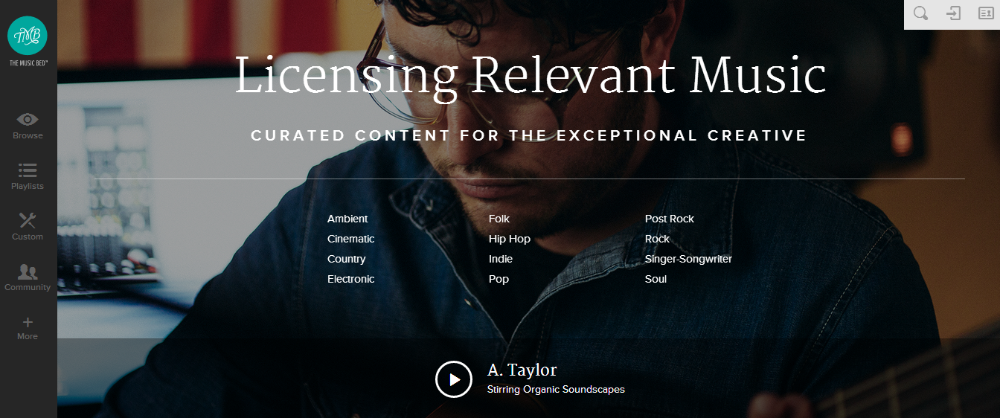 TMB
THE MUSIC BED™
Browse
Playlists
Custom
Community
More
Licensing Relevant Music
CURATED CONTENT FOR THE EXCEPTIONAL CREATIVE
Ambient
Cinematic
Country
Electronic
Folk
Hip Hop
Indie
Pop
Post Rock
Rock
Singer-Songwriter
Soul
A. Taylor
Stirring Organic Soundscapes